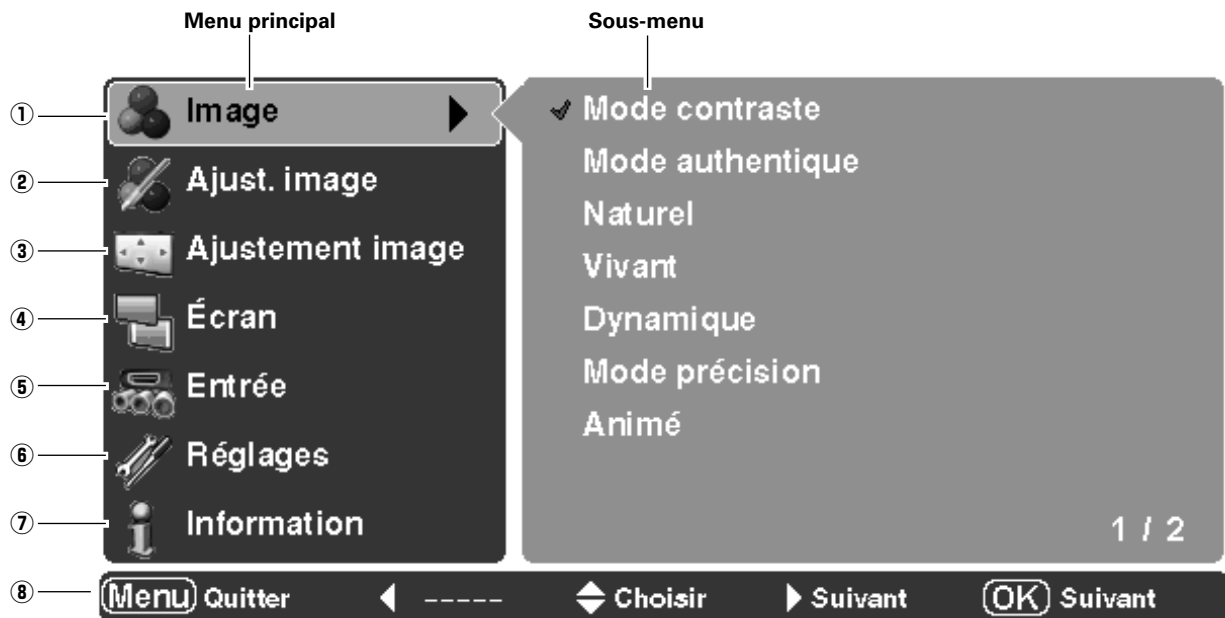 Menu principal
Sous-menu
① Image
② Ajust. image
③ Ajustement image
④ Écran
⑤ Entrée
⑥ Réglages
⑦ Information
✓ Mode contraste
Mode authentique
Naturel
Vivant
Dynamique
Mode précision
Animé
1 / 2
⑧ Menu Quitter ◀ ----- Choisir ▶ Suivant OK Suivant